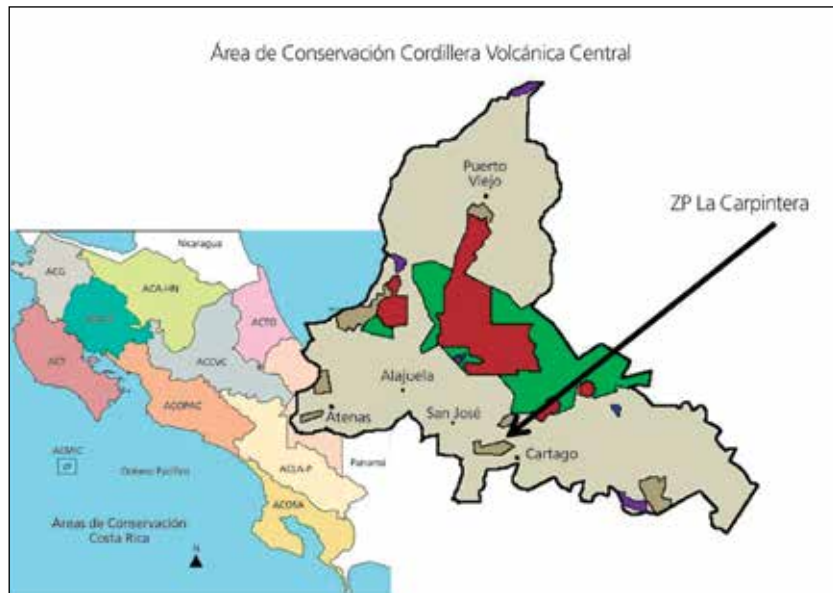 Área de Conservación Cordillera Volcánica Central
Puerto
Viejo
ZP La Carpintera
Nicaragua
ACG
ACA-HN
ACTO
ACT
ACCVC
Alajuela
ACOPAC
Atenas
San José
Cartago
ACMIC
ACLA-P
Panamá
Océano Pacífico
ACOSA
Áreas de Conservación
Costa Rica
N